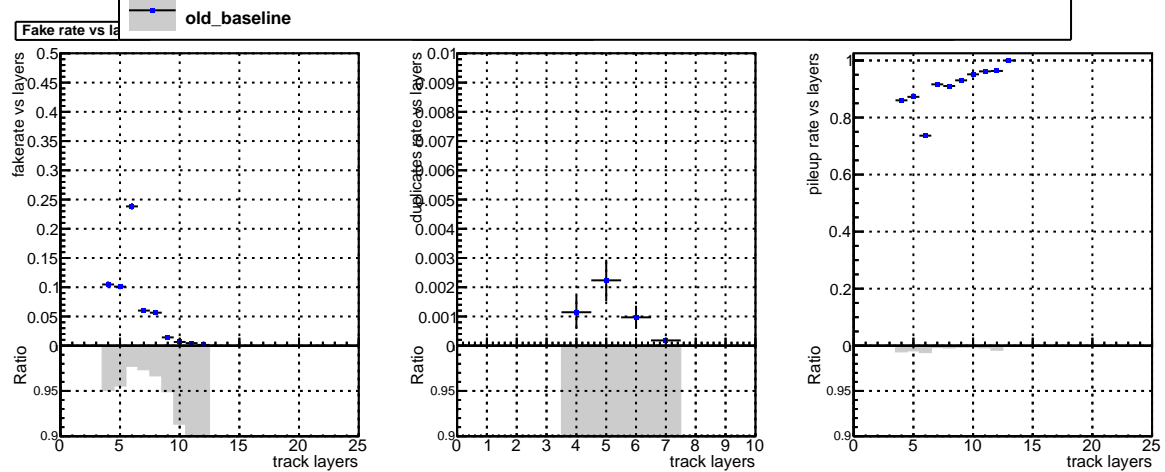 old_baseline
Fake rate vs la
fakerate vs layers
0.5
0.45
0.4
0.35
0.3
0.25
0.2
0.15
0.1
0.05
0
Ratio
0.95
0.9
0 5 10 15 20 25
track layers
duplicates rate vs layers
0.01
0.009
0.008
0.007
0.006
0.005
0.004
0.003
0.002
0.001
0
Ratio
0.95
0.9
0 1 2 3 4 5 6 7 8 9 10
track layers
pileup rate vs layers
1
0.8
0.6
0.4
0.2
0
Ratio
0.95
0.9
0 5 10 15 20 25
track layers